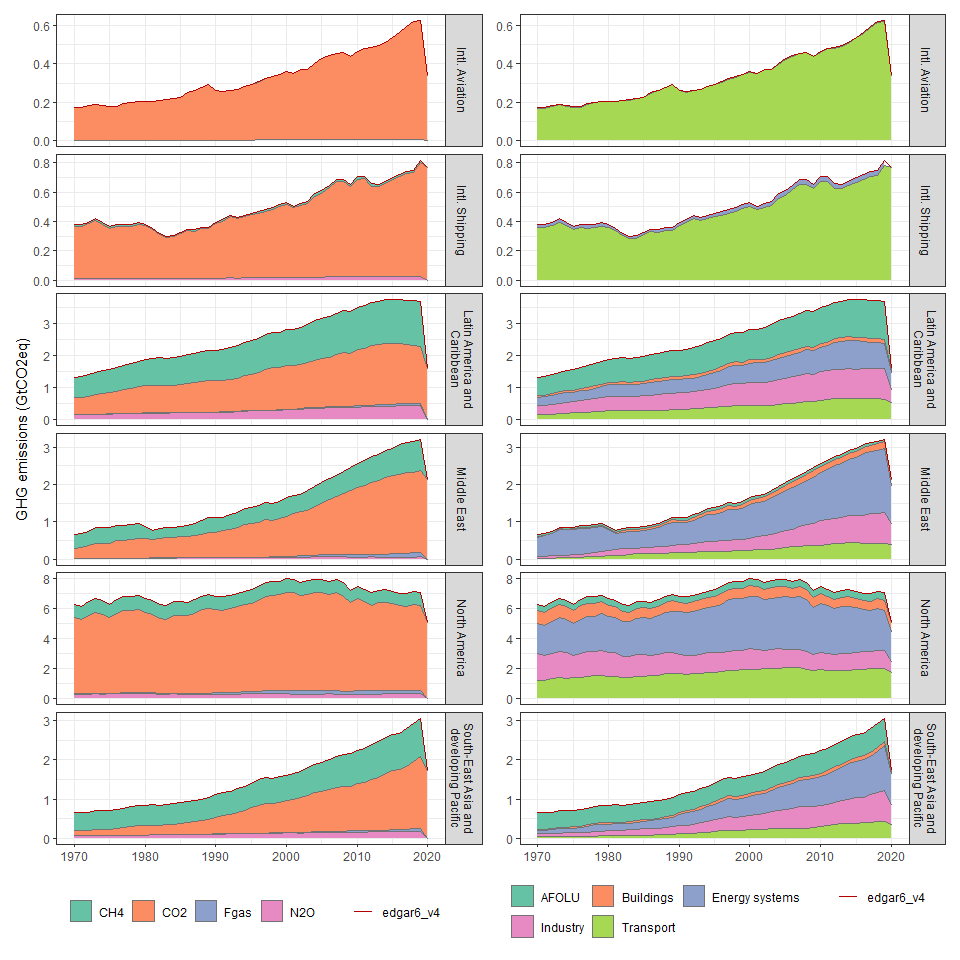 GHG emissions (GtCO2eq)
0.6
0.4
0.2
0.0
Intl. Aviation
0.6
0.4
0.2
0.0
Intl. Aviation
0.8
0.6
0.4
0.2
0.0
Intl. Shipping
0.8
0.6
0.4
0.2
0.0
Intl. Shipping
3
2
1
0
Latin America and
Caribbean
3
2
1
0
Latin America and
Caribbean
3
2
1
0
Middle East
3
2
1
0
Middle East
8
6
4
2
0
North America
8
6
4
2
0
North America
3
2
1
0
South-East Asia and
developing Pacific
3
2
1
0
South-East Asia and
developing Pacific
1970 1980 1990 2000 2010 2020
1970 1980 1990 2000 2010 2020
CH4 CO2 Fgas N2O edgar6_v4
AFOLU Buildings Energy systems edgar6_v4
Industry Transport